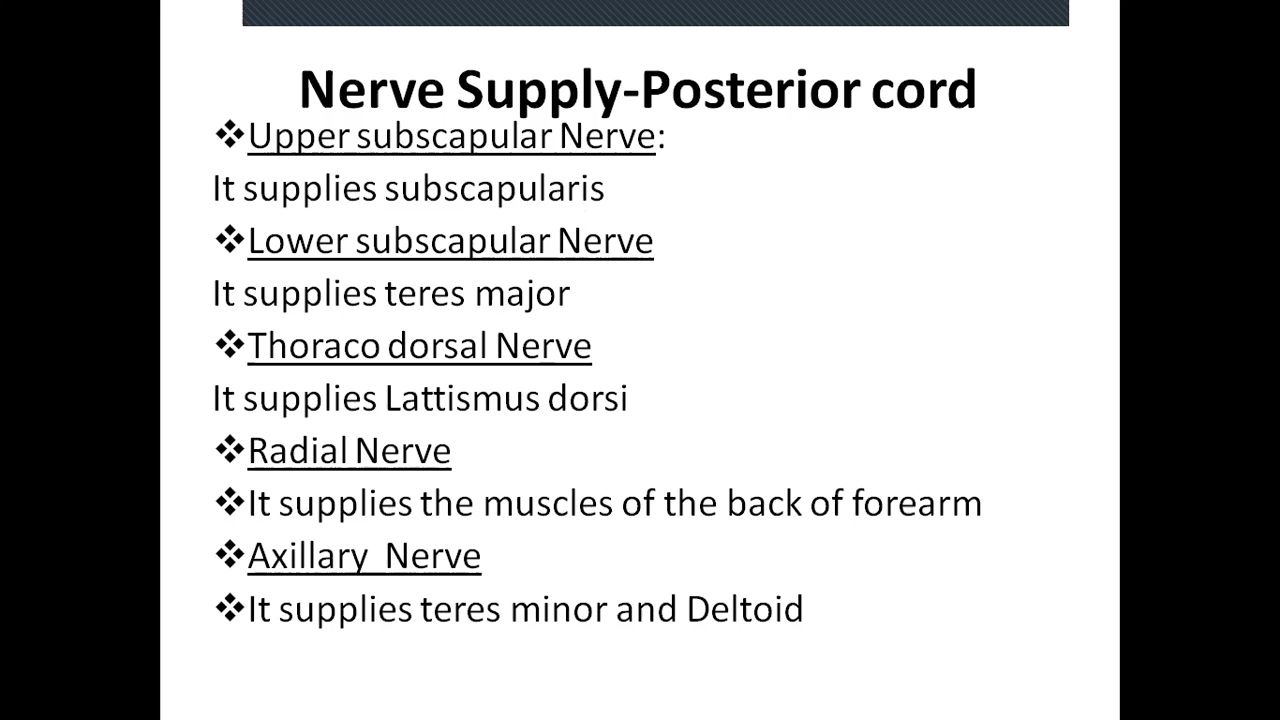 Nerve Supply-Posterior cord
❖Upper subscapular Nerve:
It supplies subscapularis
❖Lower subscapular Nerve
It supplies teres major
❖Thoraco dorsal Nerve
It supplies Lattismus dorsi
❖Radial Nerve
❖It supplies the muscles of the back of forearm
❖Axillary  Nerve
❖It supplies teres minor and Deltoid